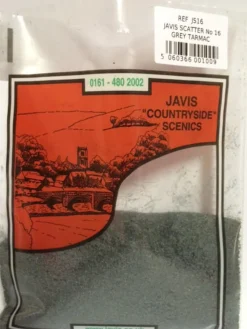 REF JS16
JAVIS SCATTER No 16
GREY TARMAC
5 060366 001009
0161 - 480 2002
JAVIS
"COUNTRYSIDE"
SCENICS